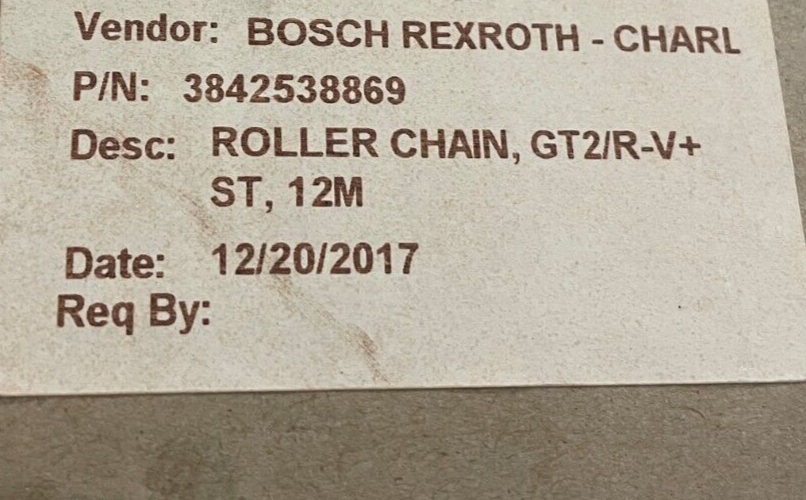 Vendor: BOSCH REXROTH - CHARL
P/N: 3842538869
Desc: ROLLER CHAIN, GT2/R-V+
ST, 12M
Date: 12/20/2017
Req By: